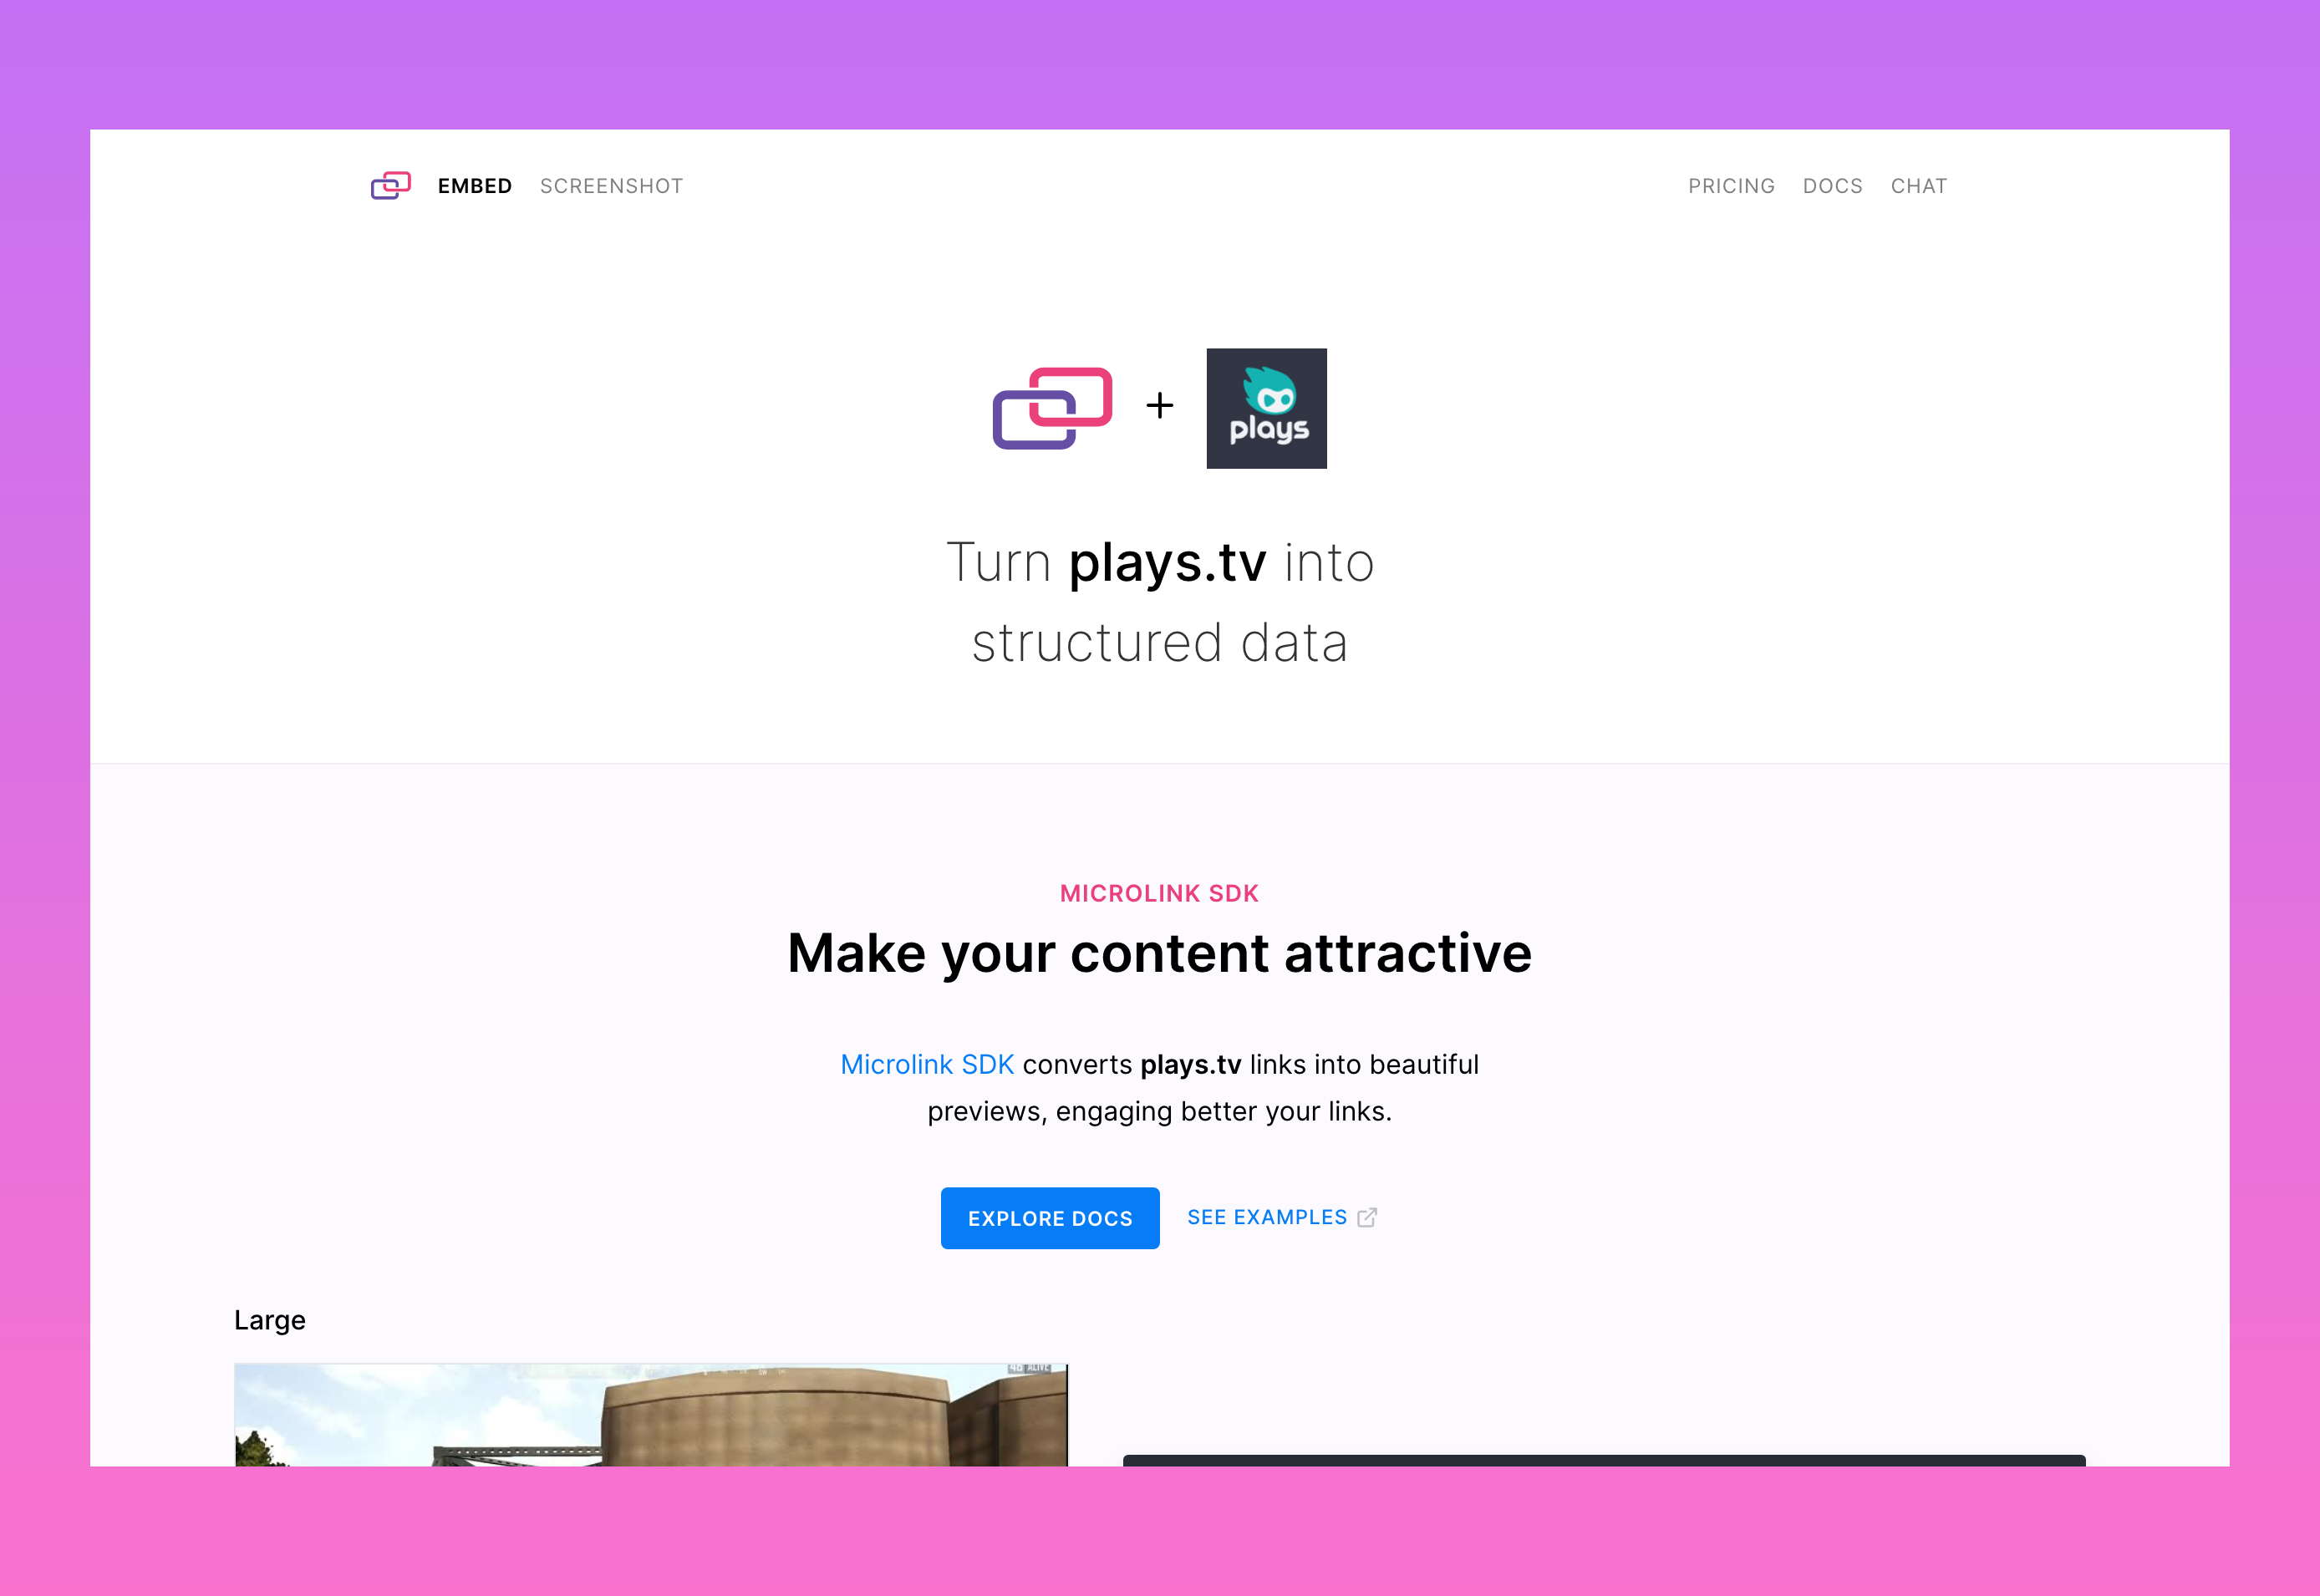 EMBED SCREENSHOT PRICING DOCS CHAT
+
plays
Turn plays.tv into
structured data
MICROLINK SDK
Make your content attractive
Microlink SDK converts plays.tv links into beautiful
previews, engaging better your links.
EXPLORE DOCS SEE EXAMPLES
Large
ALIVE